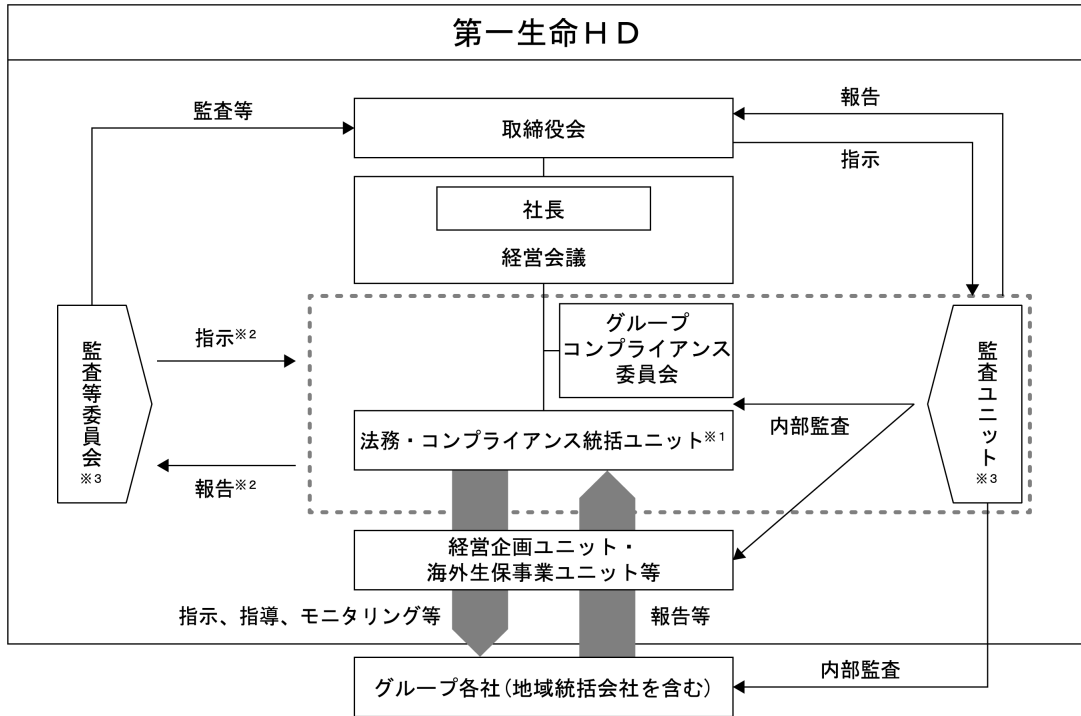 第一生命ＨＤ
監査等
取締役会
報告
指示
社長
経営会議
グループ
コンプライアンス
委員会
監査等委員会※3
指示※2
報告※2
法務・コンプライアンス統括ユニット※1
内部監査
監査ユニット※3
経営企画ユニット・
海外生保事業ユニット等
指示、指導、モニタリング等
報告等
グループ各社（地域統括会社を含む）
内部監査